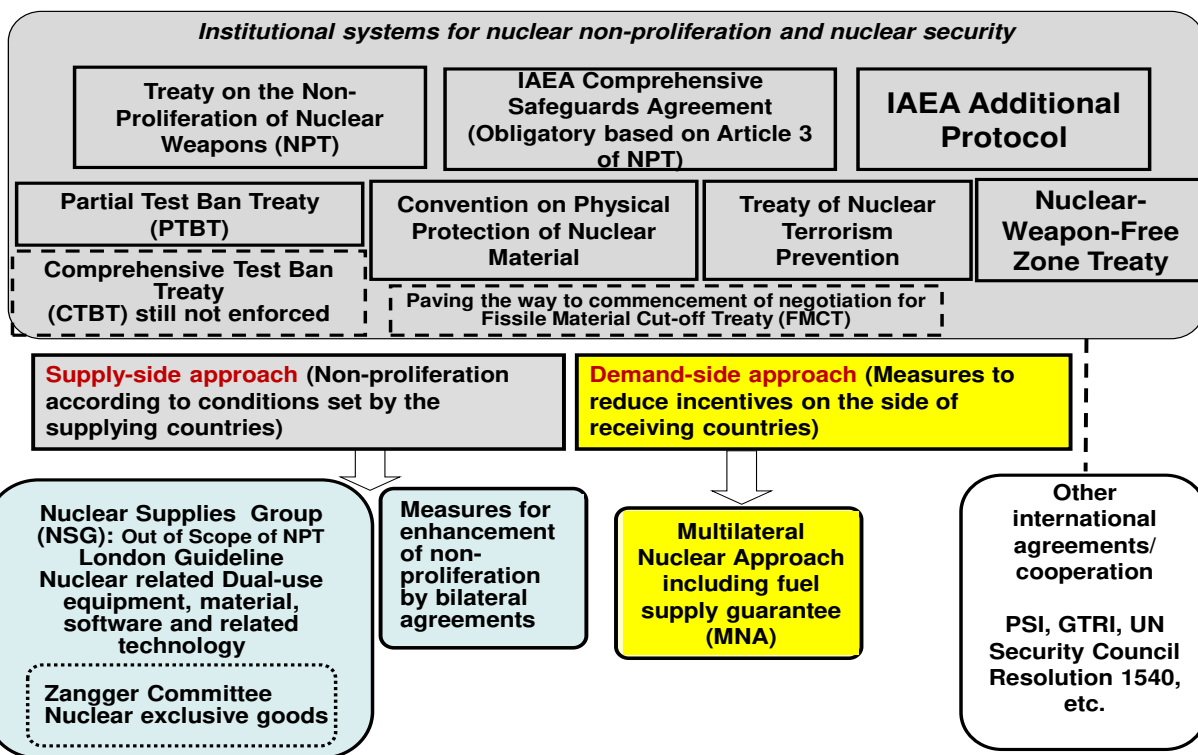 Institutional systems for nuclear non-proliferation and nuclear security
Treaty on the Non-
Proliferation of Nuclear
Weapons (NPT)
IAEA Comprehensive
Safeguards Agreement
(Obligatory based on Article 3
of NPT)
IAEA Additional
Protocol
Partial Test Ban Treaty
(PTBT)
Convention on Physical
Protection of Nuclear
Material
Treaty of Nuclear
Terrorism
Prevention
Nuclear-
Weapon-Free
Zone Treaty
Comprehensive Test Ban
Treaty
(CTBT) still not enforced
Paving the way to commencement of negotiation for
Fissile Material Cut-off Treaty (FMCT)
Supply-side approach (Non-proliferation
according to conditions set by the
supplying countries)
Demand-side approach (Measures to
reduce incentives on the side of
receiving countries)
Nuclear Supplies Group
(NSG): Out of Scope of NPT
London Guideline
Nuclear related Dual-use
equipment, material,
software and related
technology
Zangger Committee
Nuclear exclusive goods
Measures for
enhancement
of non-
proliferation
by bilateral
agreements
Multilateral
Nuclear Approach
including fuel
supply guarantee
(MNA)
Other
international
agreements/
cooperation
PSI, GTRI, UN
Security Council
Resolution 1540,
etc.